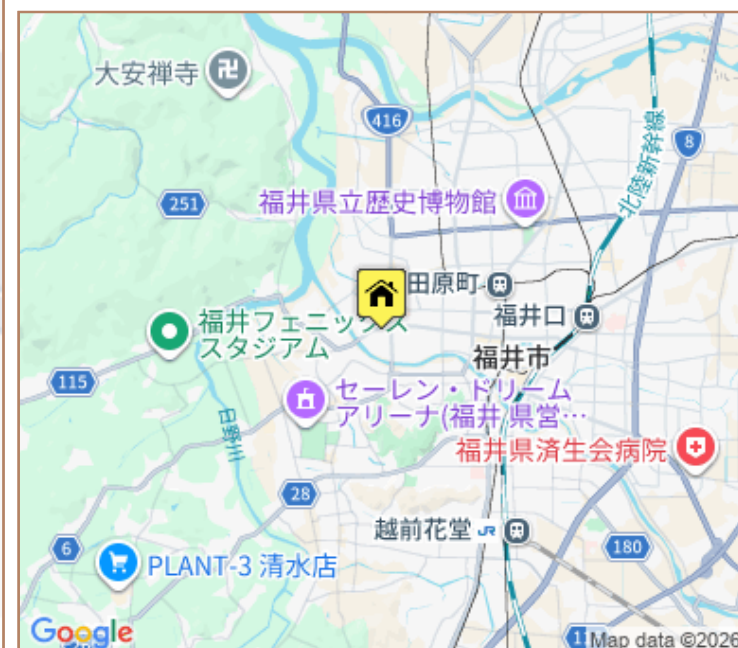 大安禅寺
416
8
北陸新幹線
251
福井県立歴史博物館
田原町
福井口
福井フェニックス
スタジアム
福井市
115
セーレン・ドリーム
アリーナ(福井 県営…
日野川
福井県済生会病院
28
越前花堂 JR
6
180
PLANT-3 清水店
Google
Map data ©2026